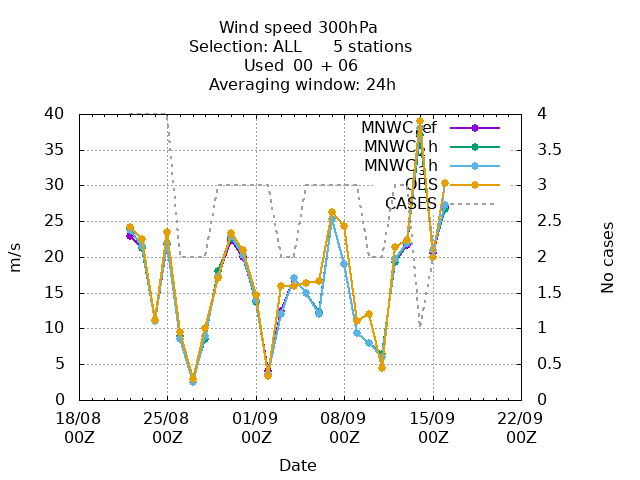 Wind speed 300hPa
Selection: ALL 5 stations
Used 00 + 06
Averaging window: 24h
MNWC_ref
h
MNWC h
OBS
CASES
40
35
30
25
20
15
10
5
0
4
3.5
3
2.5
2
1.5
1
0.5
0
m/s
No cases
18/08 25/08 01/09 08/09 15/09 22/09
00Z 00Z 00Z 00Z 00Z 00Z
Date